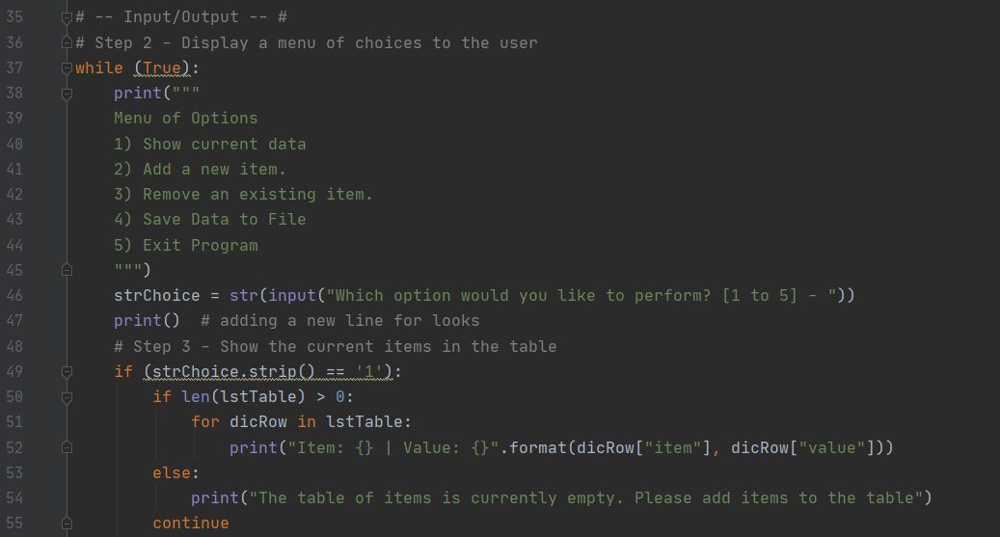 35 # -- Input/Output -- #
36 # Step 2 - Display a menu of choices to the user
37 while (True):
38     print("""
39     Menu of Options
40     1) Show current data
41     2) Add a new item.
42     3) Remove an existing item.
43     4) Save Data to File
44     5) Exit Program
45     """)
46     strChoice = str(input("Which option would you like to perform? [1 to 5] - "))
47     print()  # adding a new line for looks
48     # Step 3 - Show the current items in the table
49     if (strChoice.strip() == '1'):
50         if len(lstTable) > 0:
51             for dicRow in lstTable:
52                 print("Item: {} | Value: {}".format(dicRow["item"], dicRow["value"]))
53         else:
54             print("The table of items is currently empty. Please add items to the table")
55         continue